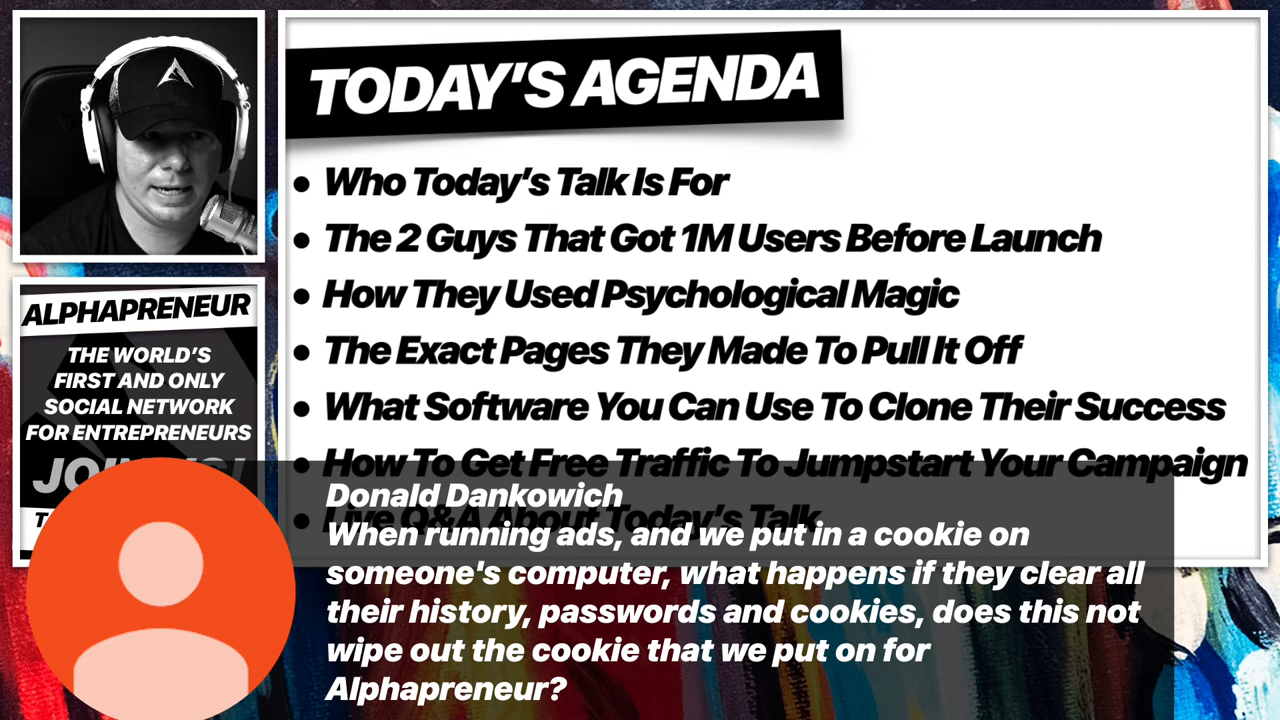 TODAY'S AGENDA
• Who Today's Talk Is For
• The 2 Guys That Got 1M Users Before Launch
• How They Used Psychological Magic
• The Exact Pages They Made To Pull It Off
• What Software You Can Use To Clone Their Success
• How To Get Free Traffic To Jumpstart Your Campaign
• Live Q&A About Today's Talk
ALPHAPRENEUR
THE WORLD'S
FIRST AND ONLY
SOCIAL NETWORK
FOR ENTREPRENEURS
Donald Dankowich
When running ads, and we put in a cookie on
someone's computer, what happens if they clear all
their history, passwords and cookies, does this not
wipe out the cookie that we put on for
Alphapreneur?